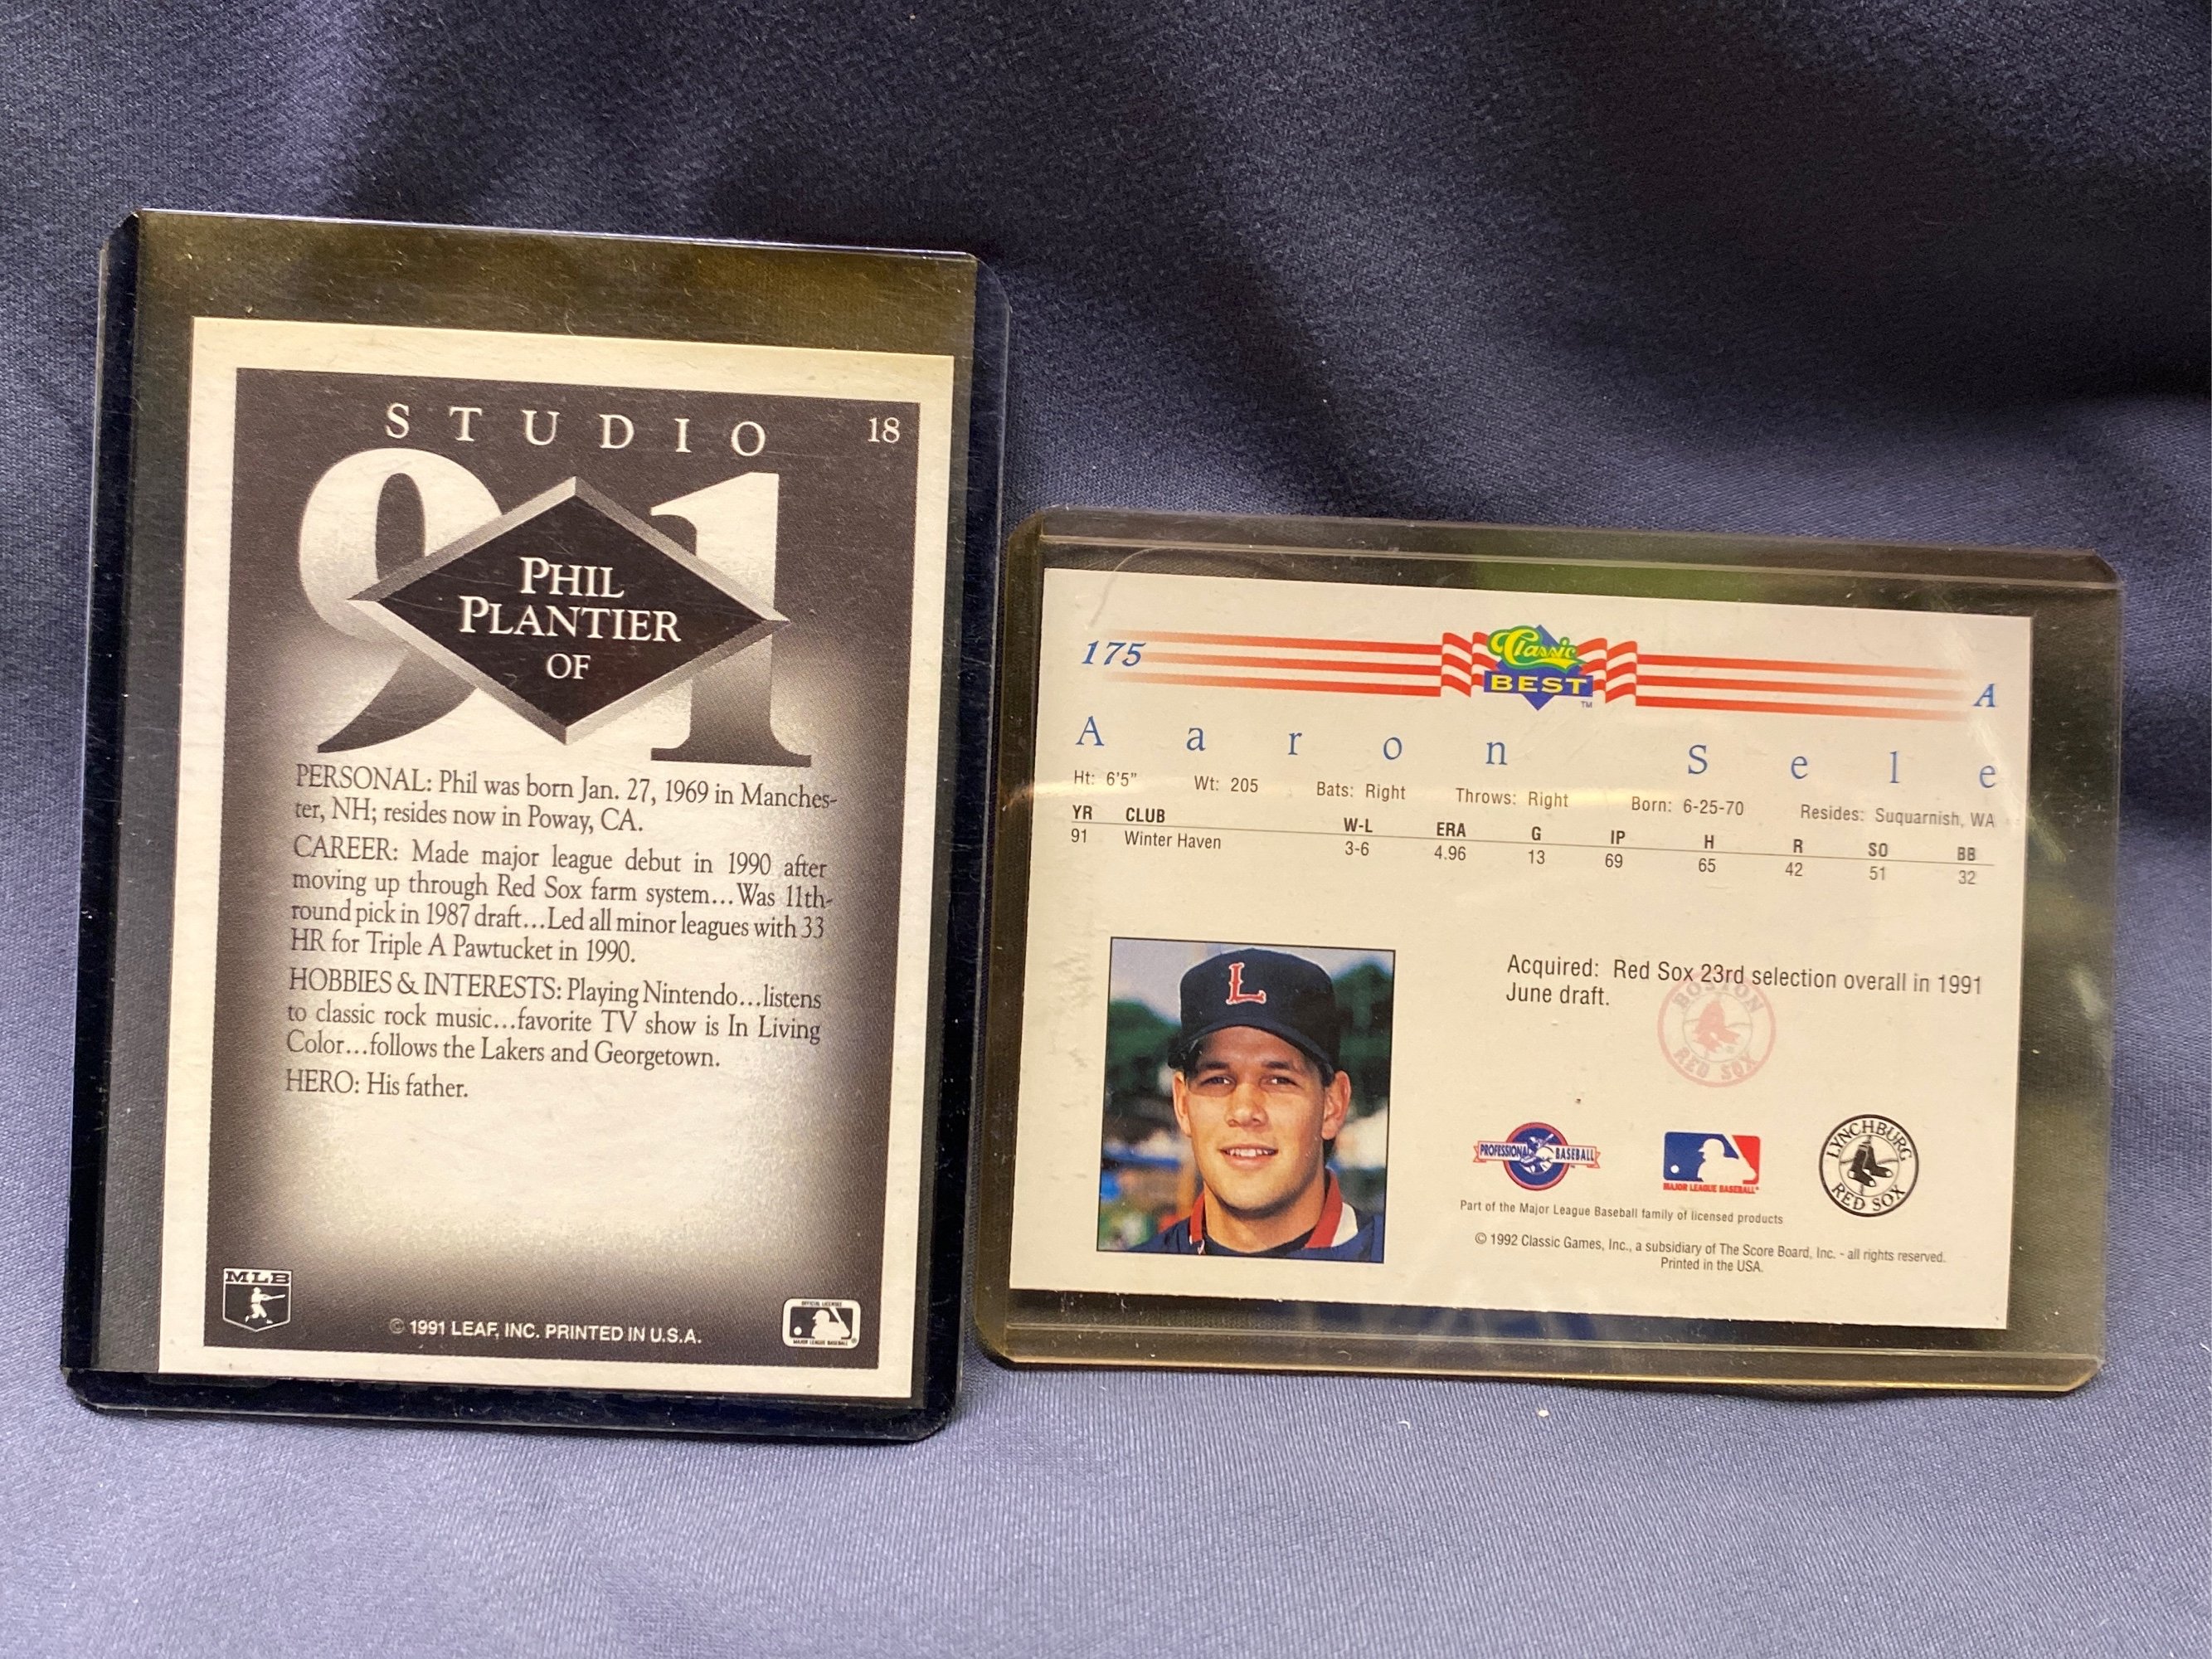 STUDIO 18
91
PHIL
PLANTIER
OF
PERSONAL: Phil was born Jan. 27, 1969 in Manches-
ter, NH; resides now in Poway, CA.
CAREER: Made major league debut in 1990 after
moving up through Red Sox farm system...Was 11th-
round pick in 1987 draft...Led all minor leagues with 33
HR for Triple A Pawtucket in 1990.
HOBBIES & INTERESTS: Playing Nintendo...listens
to classic rock music...favorite TV show is In Living
Color...follows the Lakers and Georgetown.
HERO: His father.
MLB
© 1991 LEAF, INC. PRINTED IN U.S.A.
OFFICIAL LICENSEE
MAJOR LEAGUE BASEBALL®
175 Classic BEST™ A
Aaron Sele
Ht: 6'5" Wt: 205 Bats: Right Throws: Right Born: 6-25-70 Resides: Suquarnish, WA
YR CLUB W-L ERA G IP H R SO BB
91 Winter Haven 3-6 4.96 13 69 65 42 51 32
L
Acquired: Red Sox 23rd selection overall in 1991
June draft.
BOSTON
RED SOX
PROFESSIONAL BASEBALL™
MAJOR LEAGUE BASEBALL®
LYNCHBURG
RED SOX
Part of the Major League Baseball family of licensed products
© 1992 Classic Games, Inc., a subsidiary of The Score Board, Inc. - all rights reserved.
Printed in the USA.